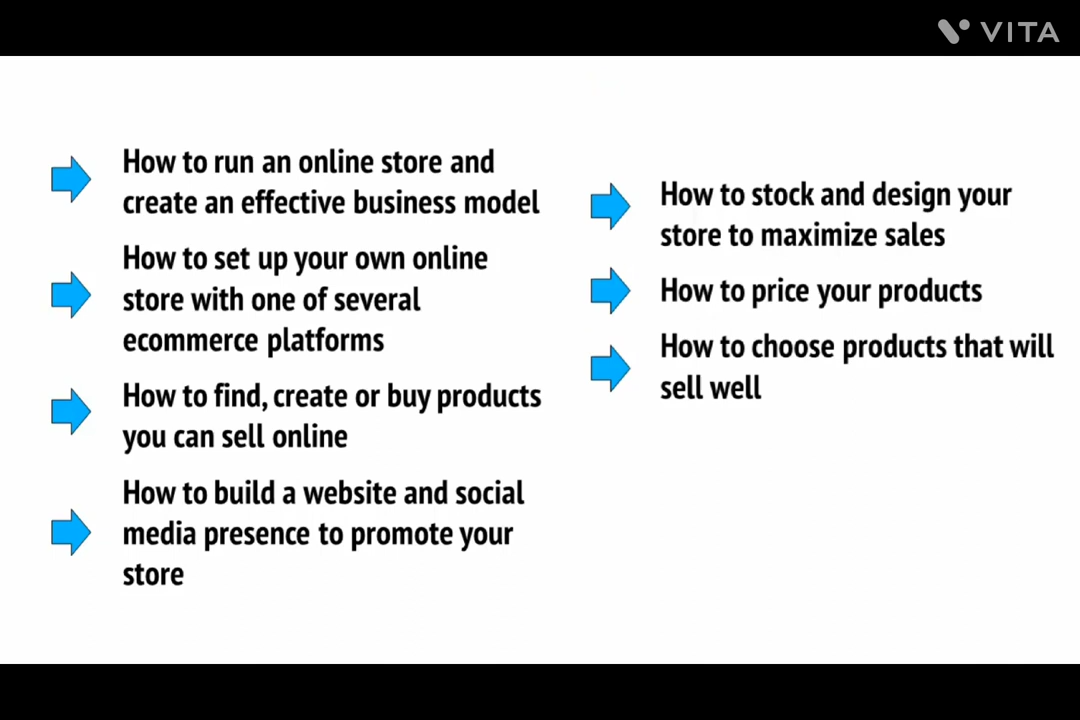 VITA
How to run an online store and
create an effective business model
How to set up your own online
store with one of several
ecommerce platforms
How to find, create or buy products
you can sell online
How to build a website and social
media presence to promote your
store
How to stock and design your
store to maximize sales
How to price your products
How to choose products that will
sell well